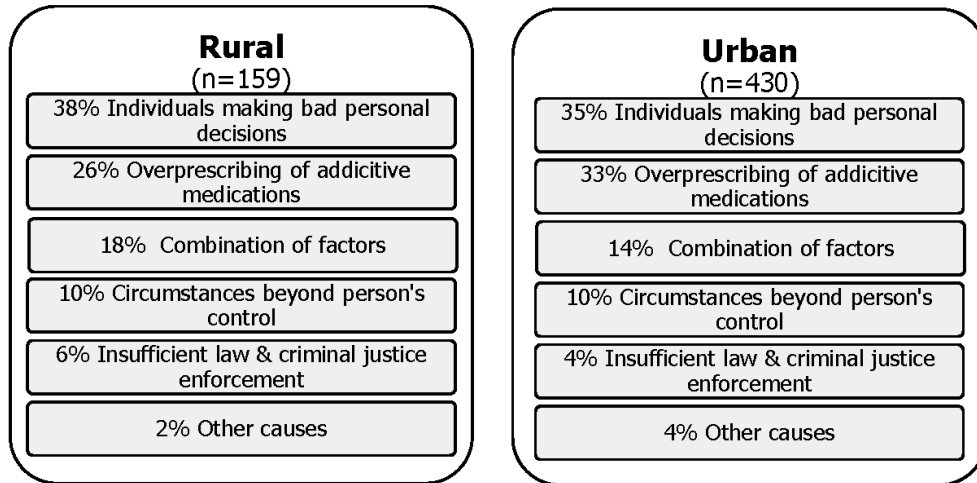 Rural
(n=159)
38% Individuals making bad personal
decisions
26% Overprescribing of addicitive
medications
18% Combination of factors
10% Circumstances beyond person's
control
6% Insufficient law & criminal justice
enforcement
2% Other causes
Urban
(n=430)
35% Individuals making bad personal
decisions
33% Overprescribing of addicitive
medications
14% Combination of factors
10% Circumstances beyond person's
control
4% Insufficient law & criminal justice
enforcement
4% Other causes